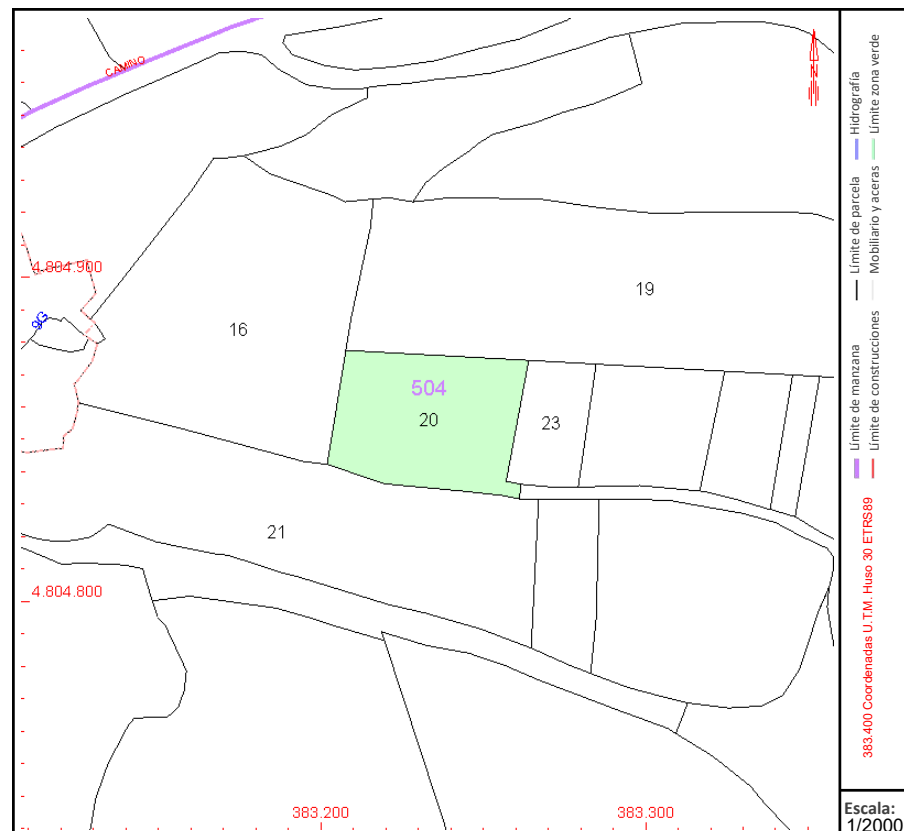 CAMINO
4.804.900
9G
16
19
504
20
23
21
4.804.800
383.200
383.300
N
Límite de manzana
Límite de parcela
Hidrografía
Límite de construcciones
Mobiliario y aceras
Límite zona verde
383.400 Coordenadas U.T.M. Huso 30 ETRS89
Escala:
1/2000